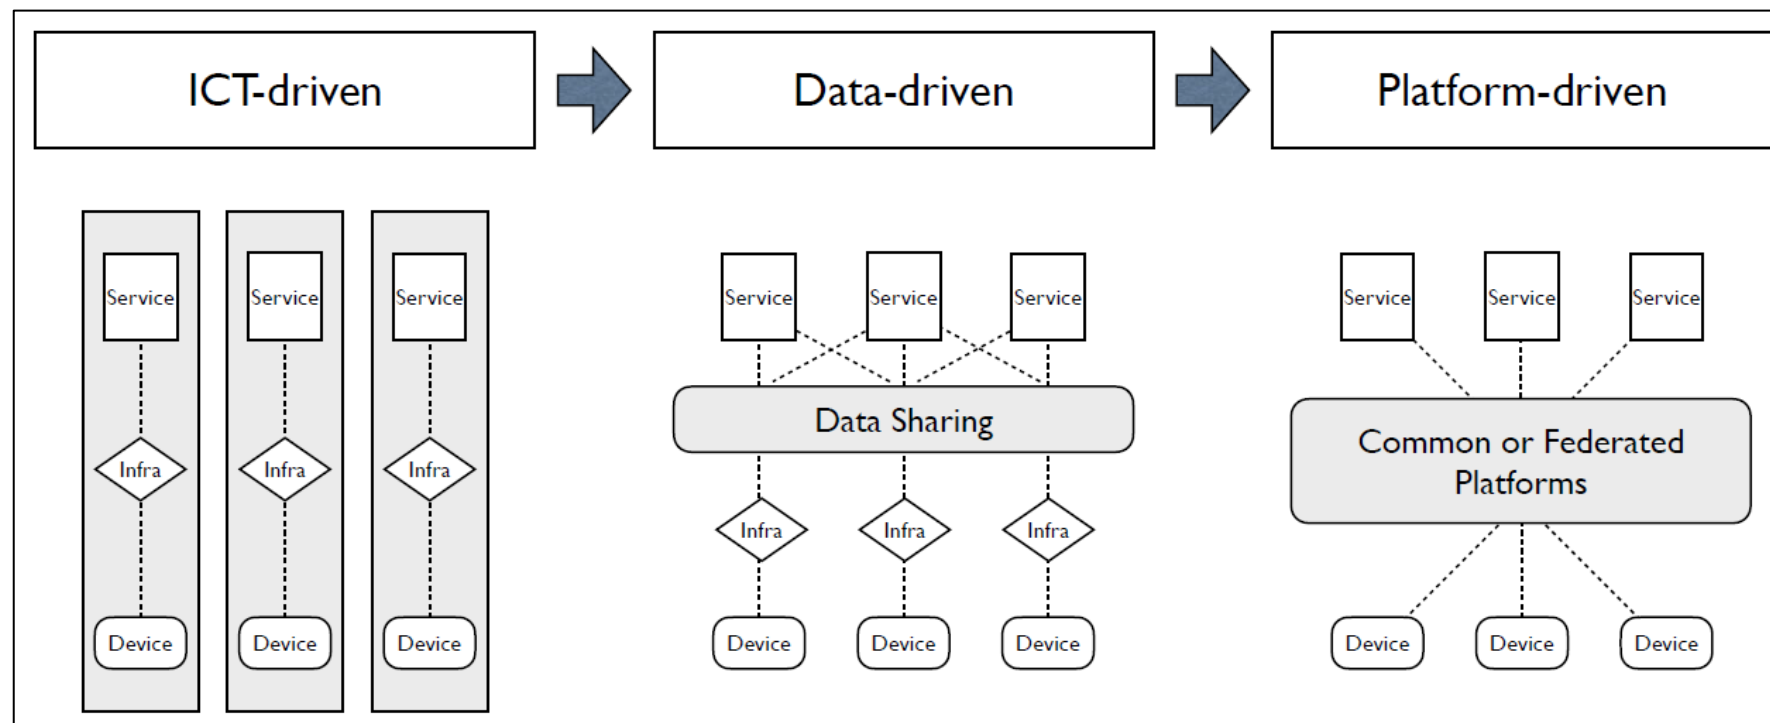 ICT-driven
Data-driven
Platform-driven
Service
Service
Service
Infra
Infra
Infra
Device
Device
Device
Service
Service
Service
Data Sharing
Infra
Infra
Infra
Device
Device
Device
Service
Service
Service
Common or Federated
Platforms
Device
Device
Device